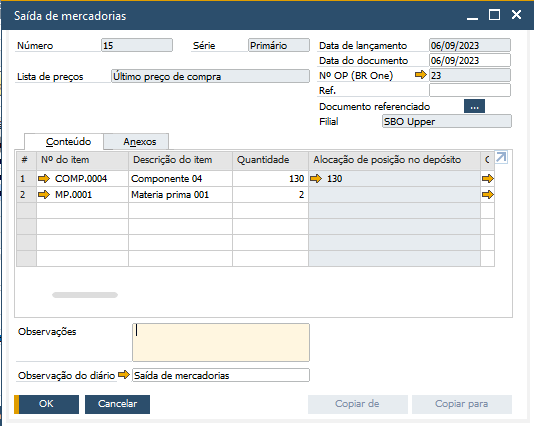 Saída de mercadorias
Número 15 Série Primário Data de lançamento 06/09/2023
Data do documento 06/09/2023
Lista de preços Último preço de compra Nº OP (BR One) 23
Ref.
Documento referenciado ...
Filial SBO Upper
Conteúdo Anexos
# Nº do item Descrição do item Quantidade Alocação de posição no depósito C
1 COMP.0004 Componente 04 130 130
2 MP.0001 Materia prima 001 2
Observações
Observação do diário Saída de mercadorias
OK Cancelar Copiar de Copiar para